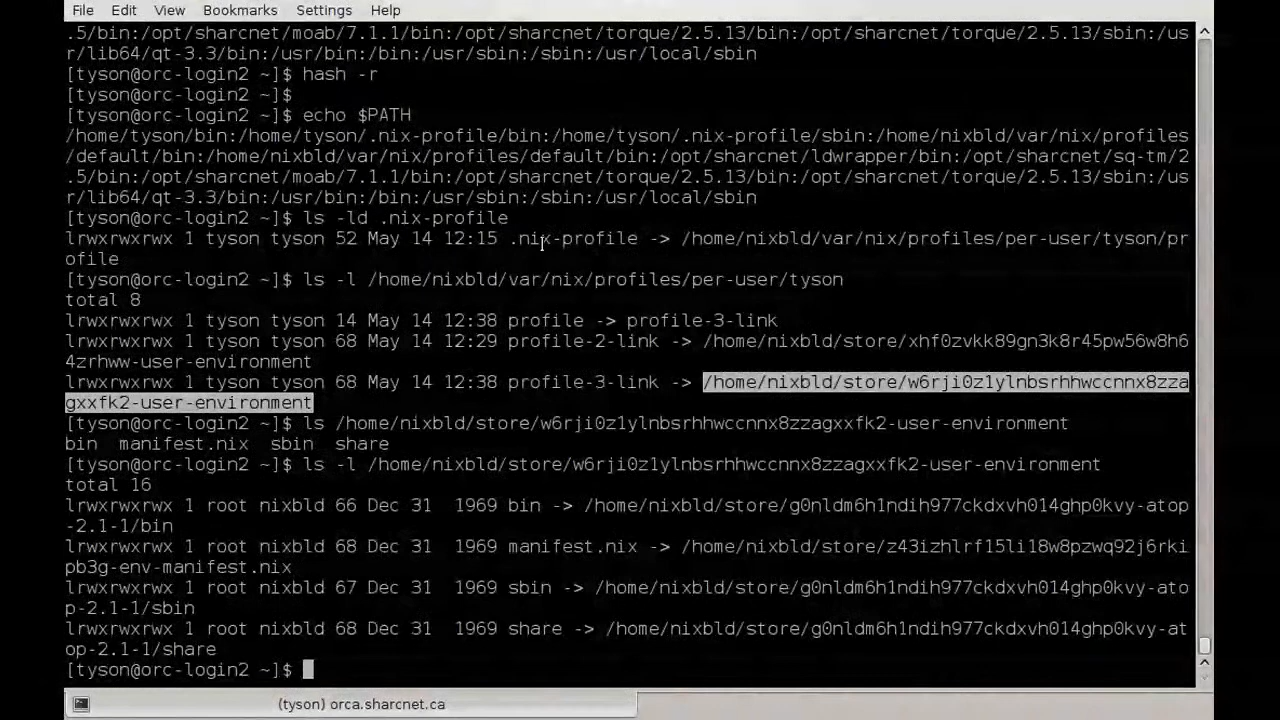 File Edit View Bookmarks Settings Help
.5/bin:/opt/sharcnet/moab/7.1.1/bin:/opt/sharcnet/torque/2.5.13/bin:/opt/sharcnet/torque/2.5.13/sbin:/us
r/lib64/qt-3.3/bin:/usr/local/bin:/bin:/usr/bin:/usr/sbin:/sbin:/usr/local/sbin
[tyson@orc-login2 ~]$ hash -r
[tyson@orc-login2 ~]$
[tyson@orc-login2 ~]$ echo $PATH
/home/tyson/bin:/home/tyson/.nix-profile/bin:/home/tyson/.nix-profile/sbin:/home/nixbld/var/nix/profiles
/default/bin:/home/nixbld/var/nix/profiles/default/bin:/opt/sharcnet/ldwrapper/bin:/opt/sharcnet/sq-tm/2
.5/bin:/opt/sharcnet/moab/7.1.1/bin:/opt/sharcnet/torque/2.5.13/bin:/opt/sharcnet/torque/2.5.13/sbin:/us
r/lib64/qt-3.3/bin:/usr/local/bin:/bin:/usr/bin:/usr/sbin:/sbin:/usr/local/sbin
[tyson@orc-login2 ~]$ ls -ld .nix-profile
lrwxrwxrwx 1 tyson tyson 52 May 14 12:15 .nix-profile -> /home/nixbld/var/nix/profiles/per-user/tyson/pr
ofile
[tyson@orc-login2 ~]$ ls -l /home/nixbld/var/nix/profiles/per-user/tyson
total 8
lrwxrwxrwx 1 tyson tyson 14 May 14 12:38 profile -> profile-3-link
lrwxrwxrwx 1 tyson tyson 68 May 14 12:29 profile-2-link -> /home/nixbld/store/xhf0zvkk89gn3k8r45pw56w8h6
4zrhww-user-environment
lrwxrwxrwx 1 tyson tyson 68 May 14 12:38 profile-3-link -> /home/nixbld/store/w6rji0z1ylnbsrhhwccnnx8zza
gxxfk2-user-environment
[tyson@orc-login2 ~]$ ls /home/nixbld/store/w6rji0z1ylnbsrhhwccnnx8zzagxxfk2-user-environment
bin manifest.nix sbin share
[tyson@orc-login2 ~]$ ls -l /home/nixbld/store/w6rji0z1ylnbsrhhwccnnx8zzagxxfk2-user-environment
total 16
lrwxrwxrwx 1 root nixbld 66 Dec 31 1969 bin -> /home/nixbld/store/g0nldm6h1ndih977ckdxvh014ghp0kvy-atop
-2.1-1/bin
lrwxrwxrwx 1 root nixbld 68 Dec 31 1969 manifest.nix -> /home/nixbld/store/z43izhlrf15li18w8pzwq92j6rki
pb3g-env-manifest.nix
lrwxrwxrwx 1 root nixbld 67 Dec 31 1969 sbin -> /home/nixbld/store/g0nldm6h1ndih977ckdxvh014ghp0kvy-ato
p-2.1-1/sbin
lrwxrwxrwx 1 root nixbld 68 Dec 31 1969 share -> /home/nixbld/store/g0nldm6h1ndih977ckdxvh014ghp0kvy-at
op-2.1-1/share
[tyson@orc-login2 ~]$
(tyson) orca.sharcnet.ca